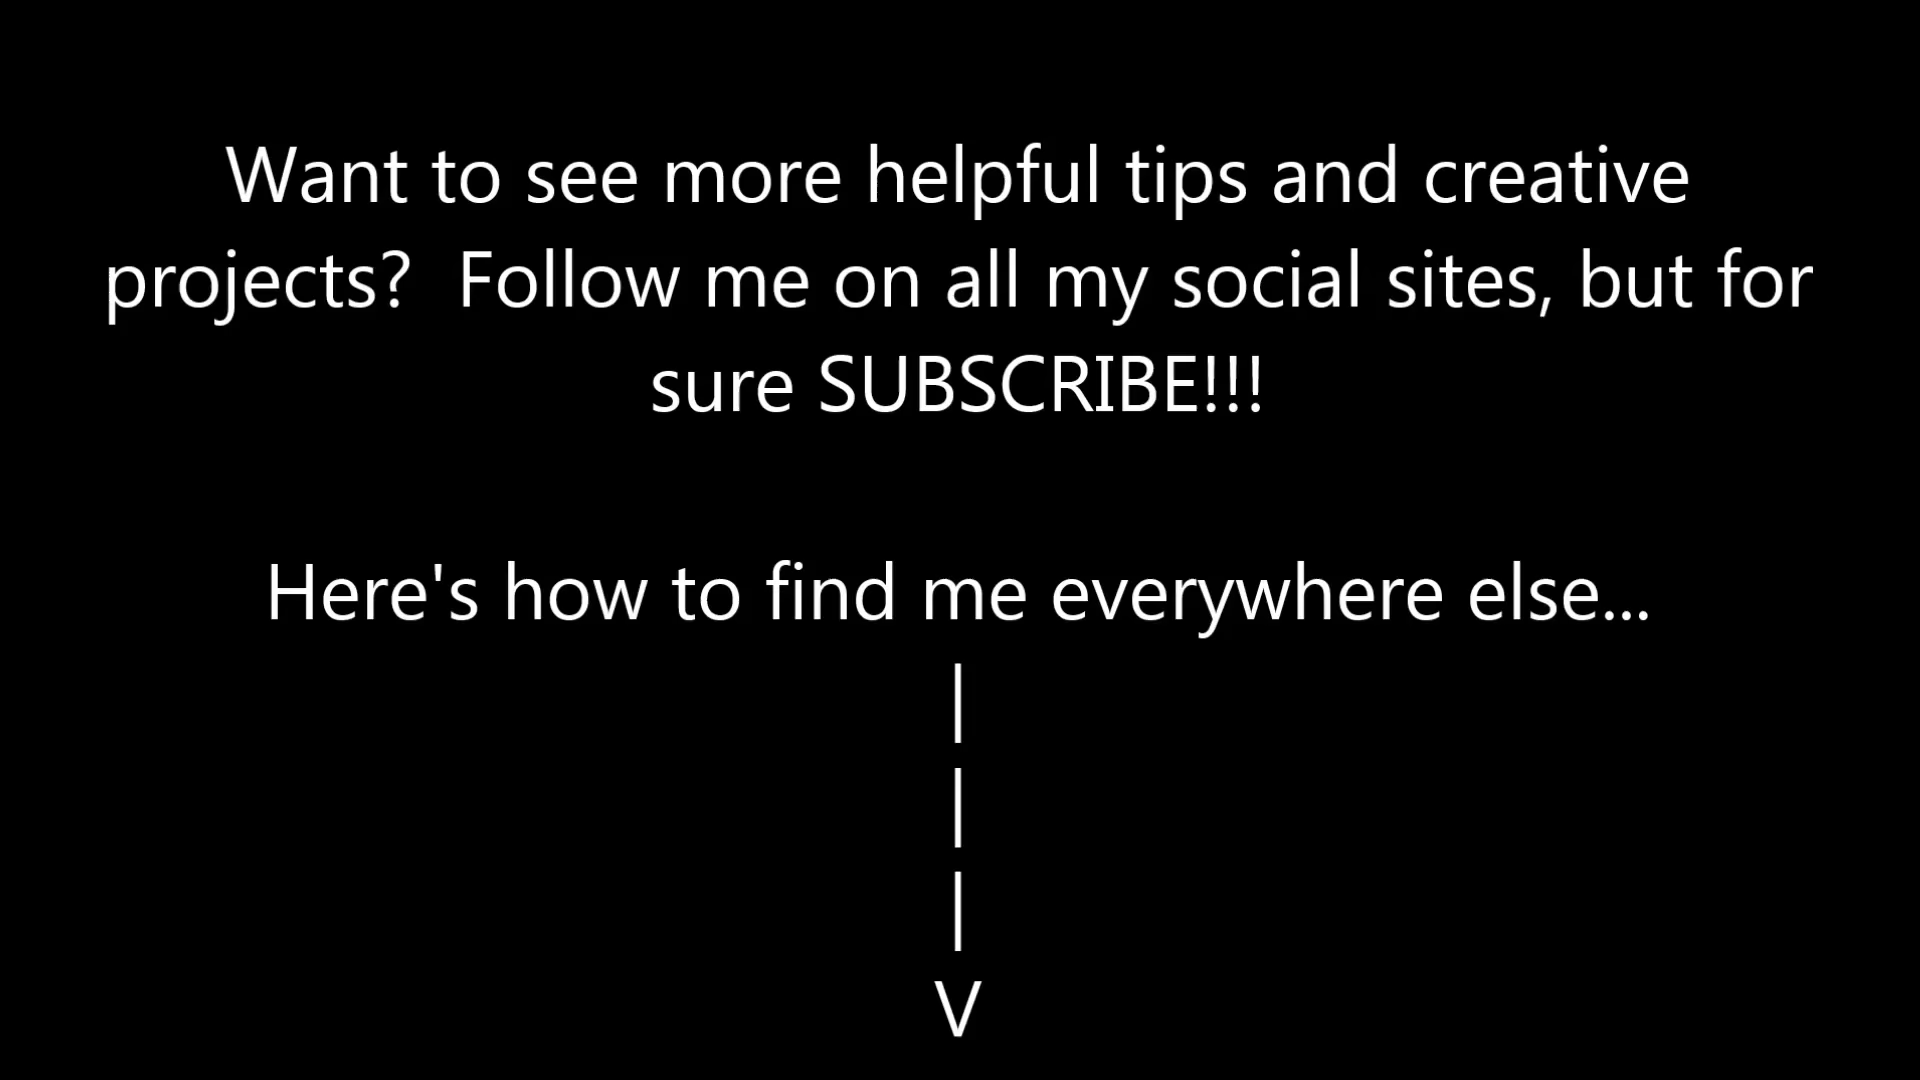 Want to see more helpful tips and creative
projects?  Follow me on all my social sites, but for
sure SUBSCRIBE!!!
Here's how to find me everywhere else...
|
|
|
V